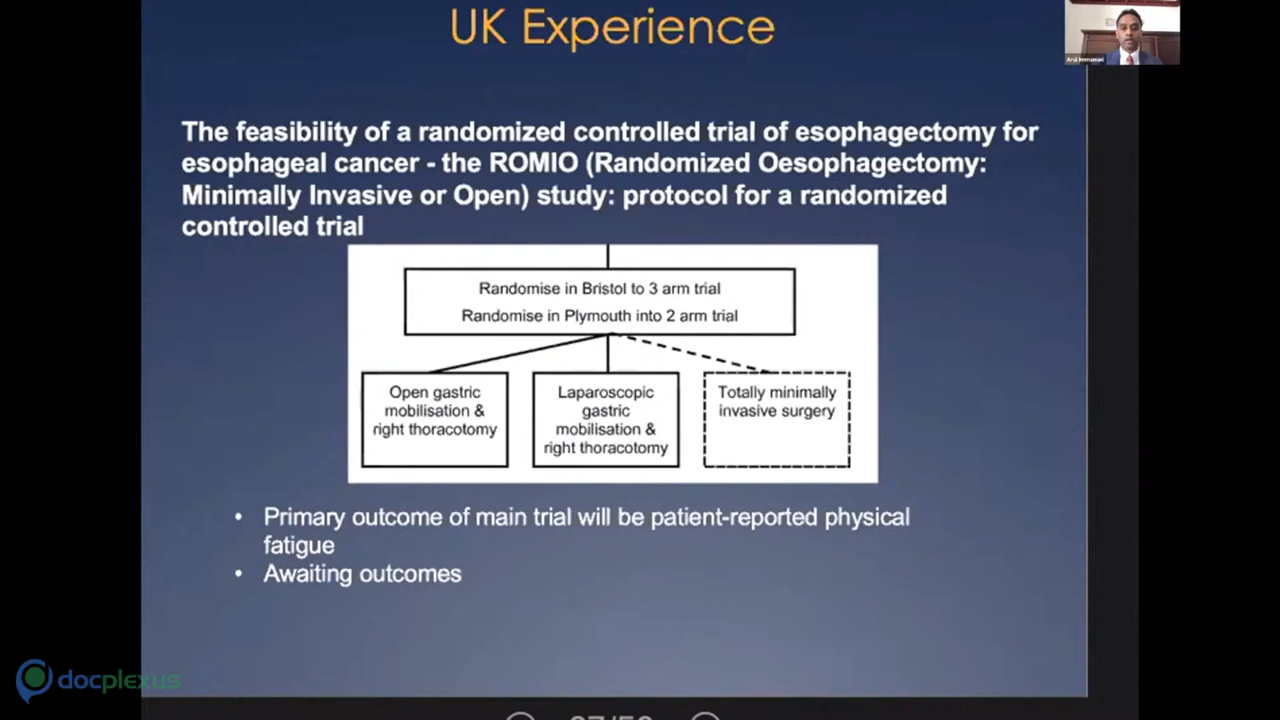 UK Experience
Arul Immanuel
The feasibility of a randomized controlled trial of esophagectomy for
esophageal cancer - the ROMIO (Randomized Oesophagectomy:
Minimally Invasive or Open) study: protocol for a randomized
controlled trial
Randomise in Bristol to 3 arm trial
Randomise in Plymouth into 2 arm trial
Open gastric
mobilisation &
right thoracotomy
Laparoscopic
gastric
mobilisation &
right thoracotomy
Totally minimally
invasive surgery
• Primary outcome of main trial will be patient-reported physical
fatigue
• Awaiting outcomes
docplexus